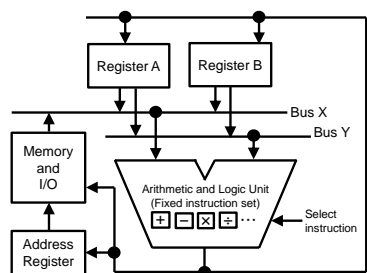 Register A
Register B
Bus X
Bus Y
Memory
and
I/O
Arithmetic and Logic Unit
(Fixed instruction set)
+ − × ÷ ...
Select
instruction
Address
Register